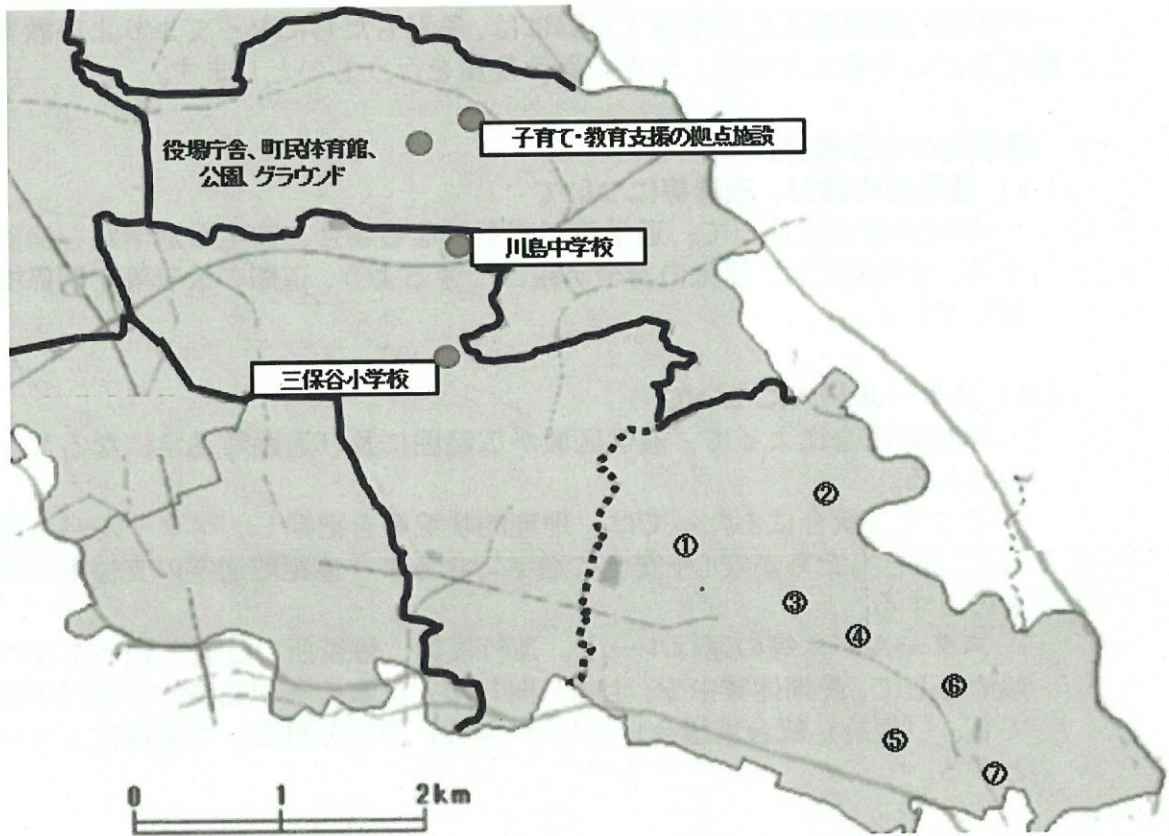 子育て・教育支援の拠点施設
役場庁舎、町民体育館、
公園、グラウンド
川島中学校
三保谷小学校
②
①
③
④
⑥
⑤
⑦
0 1 2km